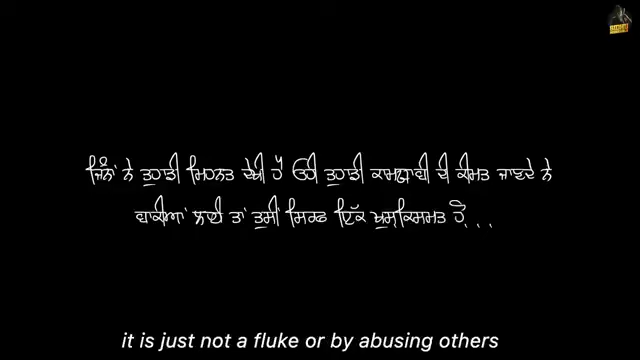 ਜਿੰਨਾਂ ਨੇ ਤੁਹਾਡੀ ਮਿਹਨਤ ਦੇਖੀ ਹੈ ਓਹੀ ਤੁਹਾਡੀ ਕਾਮਯਾਬੀ ਦੀ ਕੀਮਤ ਜਾਣਦੇ ਨੇ
ਬਾਕੀਆਂ ਲਈ ਤਾਂ ਤੁਸੀਂ ਸਿਰਫ ਇੱਕ ਖੁਸ਼ਕਿਸਮਤ ਹੋ...
it is just not a fluke or by abusing others